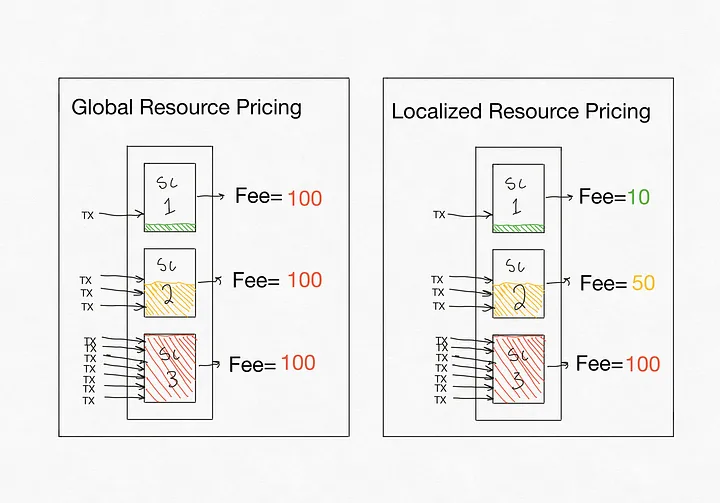 Global Resource Pricing
SC
1
TX
Fee= 100
SC
2
TX
TX
TX
Fee= 100
SC
3
TX
TX
TX
TX
TX
TX
TX
Fee= 100
Localized Resource Pricing
SC
1
TX
Fee=10
SC
2
TX
TX
TX
Fee= 50
SC
3
TX
TX
TX
TX
TX
TX
TX
Fee=100